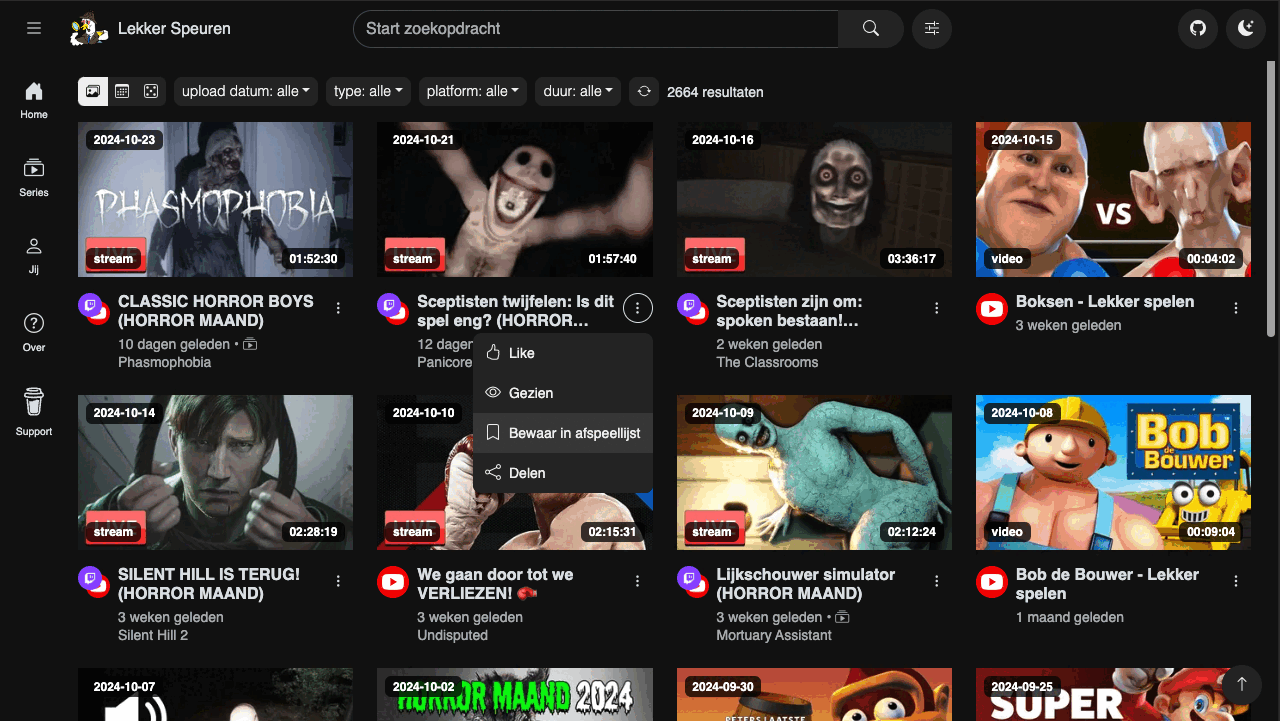 Lekker Speuren
Start zoekopdracht
upload datum: alle
type: alle
platform: alle
duur: alle
2664 resultaten
Home
Series
Jij
Over
Support
2024-10-23
PHASMOPHOBIA
stream
01:52:30
2024-10-21
stream
01:57:40
2024-10-16
stream
03:36:17
2024-10-15
VS
video
00:04:02
CLASSIC HORROR BOYS
(HORROR MAAND)
10 dagen geleden •
Phasmophobia
Sceptisten twijfelen: Is dit
spel eng? (HORROR...
12 dager
Panicore
Sceptisten zijn om:
spoken bestaan!...
2 weken geleden
The Classrooms
Boksen - Lekker spelen
3 weken geleden
Like
Gezien
Bewaar in afspeellijst
Delen
2024-10-14
stream
02:28:19
2024-10-10
stream
02:15:31
2024-10-09
stream
02:12:24
2024-10-08
Bob
de Bouwer
video
00:09:04
SILENT HILL IS TERUG!
(HORROR MAAND)
3 weken geleden
Silent Hill 2
We gaan door tot we
VERLIEZEN! 🥊
3 weken geleden
Undisputed
Lijkschouwer simulator
(HORROR MAAND)
3 weken geleden •
Mortuary Assistant
Bob de Bouwer - Lekker
spelen
1 maand geleden
2024-10-07
2024-10-02
HORROR MAAND 2024
2024-09-30
PETERS LAATSTE
2024-09-25
SUPER